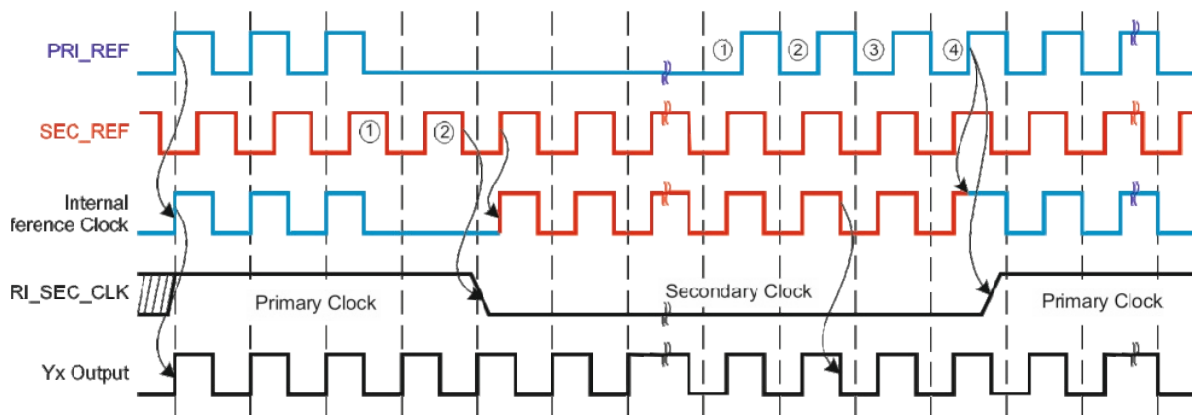 PRI_REF
① ② ③ ④
SEC_REF
① ②
Internal
ference Clock
RI_SEC_CLK
Primary Clock
Secondary Clock
Primary Clock
Yx Output